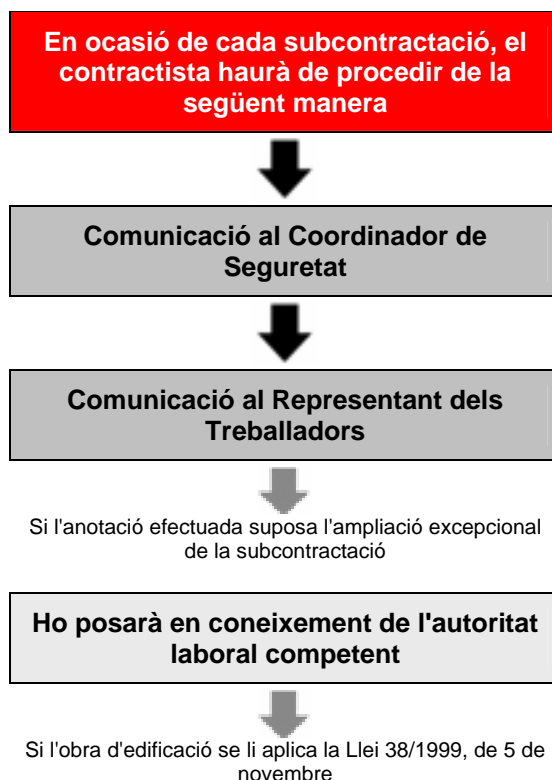 En ocasió de cada subcontractació, el
contractista haurà de procedir de la
següent manera
Comunicació al Coordinador de
Seguretat
Comunicació al Representant dels
Treballadors
Si l'anotació efectuada suposa l'ampliació excepcional
de la subcontractació
Ho posarà en coneixement de l'autoritat
laboral competent
Si l'obra d'edificació se li aplica la Llei 38/1999, de 5 de
novembre